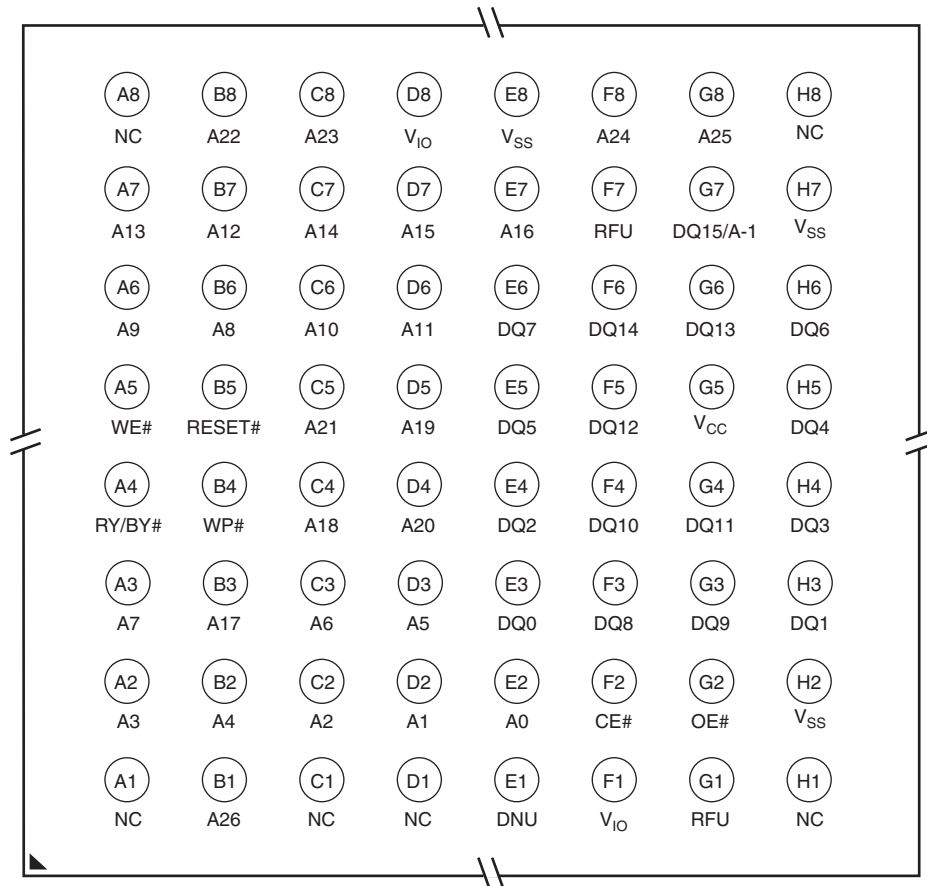 A8 B8 C8 D8 E8 F8 G8 H8
NC A22 A23 VIO VSS A24 A25 NC
A7 B7 C7 D7 E7 F7 G7 H7
A13 A12 A14 A15 A16 RFU DQ15/A-1 VSS
A6 B6 C6 D6 E6 F6 G6 H6
A9 A8 A10 A11 DQ7 DQ14 DQ13 DQ6
A5 B5 C5 D5 E5 F5 G5 H5
WE# RESET# A21 A19 DQ5 DQ12 VCC DQ4
A4 B4 C4 D4 E4 F4 G4 H4
RY/BY# WP# A18 A20 DQ2 DQ10 DQ11 DQ3
A3 B3 C3 D3 E3 F3 G3 H3
A7 A17 A6 A5 DQ0 DQ8 DQ9 DQ1
A2 B2 C2 D2 E2 F2 G2 H2
A3 A4 A2 A1 A0 CE# OE# VSS
A1 B1 C1 D1 E1 F1 G1 H1
NC A26 NC NC DNU VIO RFU NC